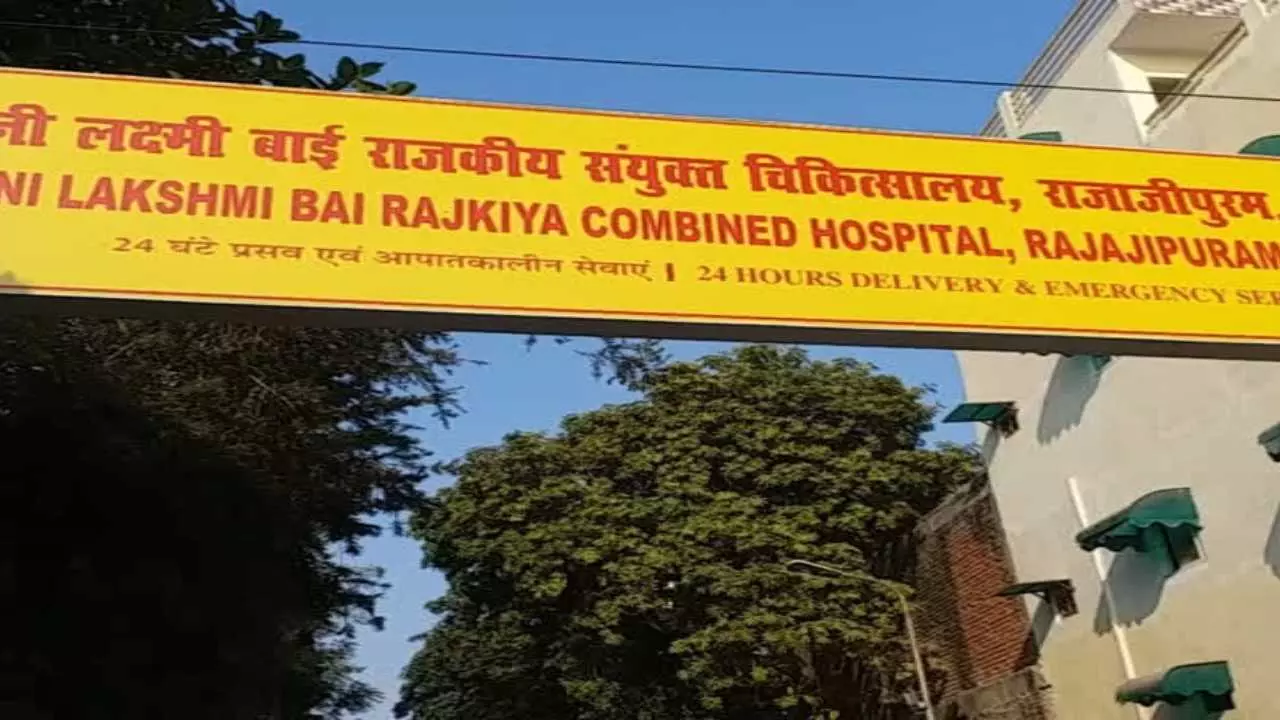 नी लक्ष्मी बाई राजकीय संयुक्त चिकित्सालय, राजाजीपुरम
NI LAKSHMI BAI RAJKIYA COMBINED HOSPITAL, RAJAJIPURAM
24 घंटे प्रसव एवं आपातकालीन सेवाएं | 24 HOURS DELIVERY & EMERGENCY SER